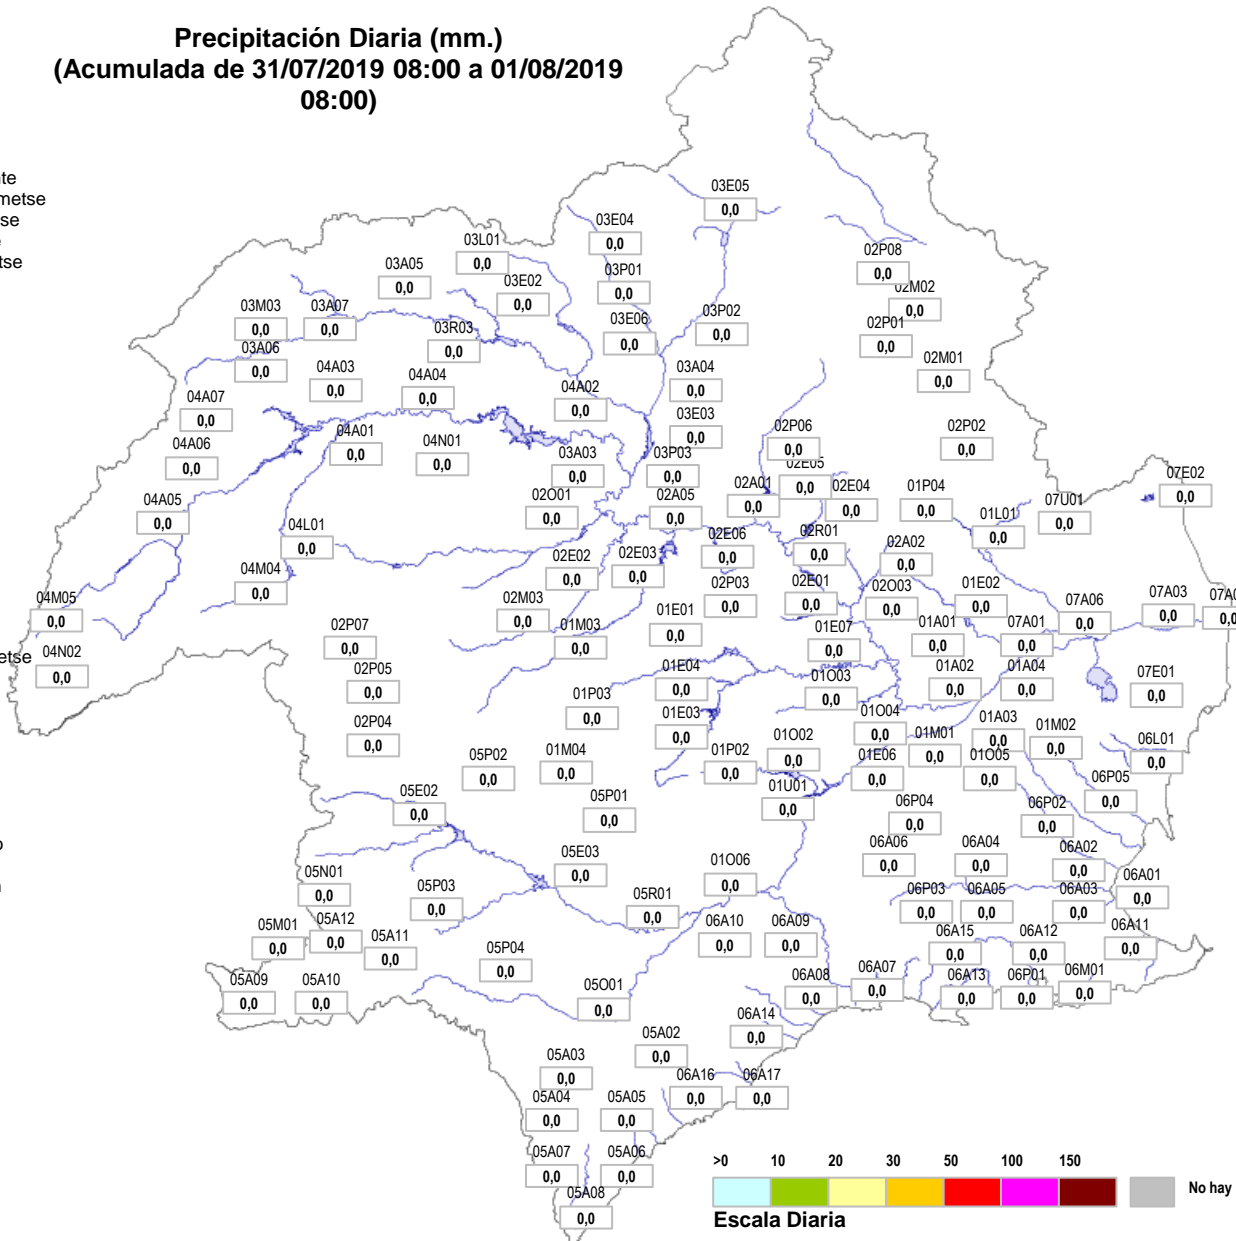 Precipitación Diaria (mm.)
(Acumulada de 31/07/2019 08:00 a 01/08/2019
08:00)
03E05
0,0
03E04
0,0
03L01
0,0
02P08
0,0
03A05
0,0
03P01
0,0
03E02
0,0
02M02
0,0
03M03
0,0
03A07
0,0
03P02
0,0
03E06
0,0
03R03
0,0
02P01
0,0
03A06
0,0
02M01
0,0
04A03
0,0
04A04
0,0
03A04
0,0
04A02
0,0
04A07
0,0
03E03
0,0
04A01
0,0
02P06
0,0
02P02
0,0
04N01
0,0
04A06
0,0
03A03
0,0
03P03
0,0
02E05
0,0
07E02
0,0
02A01
0,0
02E04
0,0
01P04
0,0
04A05
0,0
02O01
0,0
02A05
0,0
07U01
0,0
01L01
0,0
04L01
0,0
02E06
0,0
02R01
0,0
02A02
0,0
02E02
0,0
02E03
0,0
04M04
0,0
02P03
0,0
02E01
0,0
02O03
0,0
01E02
0,0
04M05
0,0
02M03
0,0
07A06
0,0
07A03
0,0
01E01
0,0
01M03
0,0
02P07
0,0
01E07
0,0
01A01
0,0
07A01
0,0
04N02
0,0
02P05
0,0
01E04
0,0
01O03
0,0
01A02
0,0
01A04
0,0
07E01
0,0
01P03
0,0
02P04
0,0
01E03
0,0
01O04
0,0
01A03
0,0
01M02
0,0
01M01
0,0
06L01
0,0
05P02
0,0
01M04
0,0
01P02
0,0
01O02
0,0
01E06
0,0
01O05
0,0
06P05
0,0
05E02
0,0
05P01
0,0
01U01
0,0
06P04
0,0
06P02
0,0
05E03
0,0
01O06
0,0
06A06
0,0
06A04
0,0
06A02
0,0
05N01
0,0
05P03
0,0
05R01
0,0
06P03
0,0
06A05
0,0
06A03
0,0
06A01
0,0
05M01
0,0
05A12
0,0
05A11
0,0
06A10
0,0
06A09
0,0
06A15
0,0
06A12
0,0
06A11
0,0
05P04
0,0
05A09
0,0
05A10
0,0
05O01
0,0
06A08
0,0
06A07
0,0
06A13
0,0
06P01
0,0
06M01
0,0
06A14
0,0
05A02
0,0
05A03
0,0
06A16
0,0
06A17
0,0
05A04
0,0
05A05
0,0
05A07
0,0
05A06
0,0
05A08
0,0
>0 10 20 30 50 100 150
No hay
Escala Diaria